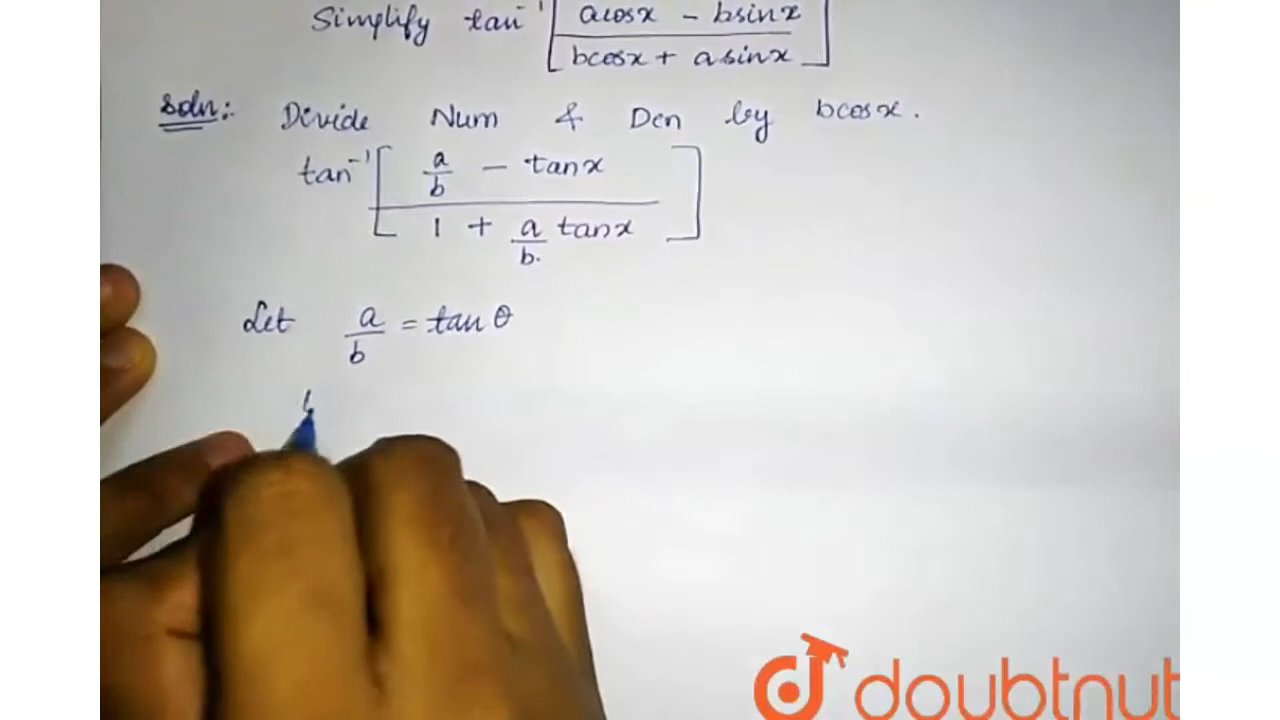 Simplify tan⁻¹ [ acosx - bsinx
bcosx + asinx ]
Soln: Divide Num & Den by bcosx.
tan⁻¹ [ a/b - tanx
1 + a/b. tanx ]
Let a/b = tan θ
doubtnut